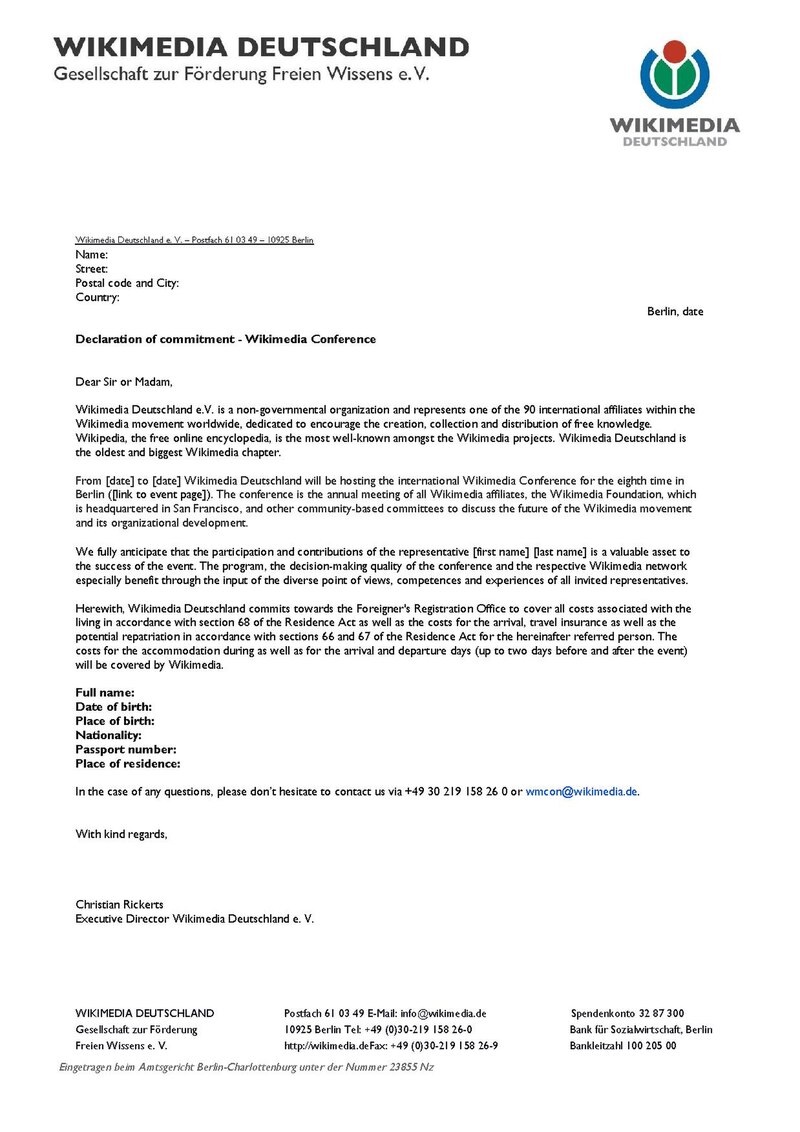 WIKIMEDIA DEUTSCHLAND
Gesellschaft zur Förderung Freien Wissens e.V.
WIKIMEDIA
DEUTSCHLAND
Wikimedia Deutschland e. V. – Postfach 61 03 49 – 10925 Berlin
Name:
Street:
Postal code and City:
Country:
Berlin, date
Declaration of commitment - Wikimedia Conference
Dear Sir or Madam,
Wikimedia Deutschland e.V. is a non-governmental organization and represents one of the 90 international affiliates within the
Wikimedia movement worldwide, dedicated to encourage the creation, collection and distribution of free knowledge.
Wikipedia, the free online encyclopedia, is the most well-known amongst the Wikimedia projects. Wikimedia Deutschland is
the oldest and biggest Wikimedia chapter.
From [date] to [date] Wikimedia Deutschland will be hosting the international Wikimedia Conference for the eighth time in
Berlin ([link to event page]). The conference is the annual meeting of all Wikimedia affiliates, the Wikimedia Foundation, which
is headquartered in San Francisco, and other community-based committees to discuss the future of the Wikimedia movement
and its organizational development.
We fully anticipate that the participation and contributions of the representative [first name] [last name] is a valuable asset to
the success of the event. The program, the decision-making quality of the conference and the respective Wikimedia network
especially benefit through the input of the diverse point of views, competences and experiences of all invited representatives.
Herewith, Wikimedia Deutschland commits towards the Foreigner's Registration Office to cover all costs associated with the
living in accordance with section 68 of the Residence Act as well as the costs for the arrival, travel insurance as well as the
potential repatriation in accordance with sections 66 and 67 of the Residence Act for the hereinafter referred person. The
costs for the accommodation during as well as for the arrival and departure days (up to two days before and after the event)
will be covered by Wikimedia.
Full name:
Date of birth:
Place of birth:
Nationality:
Passport number:
Place of residence:
In the case of any questions, please don't hesitate to contact us via +49 30 219 158 26 0 or wmcon@wikimedia.de.
With kind regards,
Christian Rickerts
Executive Director Wikimedia Deutschland e. V.
WIKIMEDIA DEUTSCHLAND
Gesellschaft zur Förderung
Freien Wissens e. V.
Postfach 61 03 49 E-Mail: info@wikimedia.de
10925 Berlin Tel: +49 (0)30-219 158 26-0
http://wikimedia.deFax: +49 (0)30-219 158 26-9
Spendenkonto 32 87 300
Bank für Sozialwirtschaft, Berlin
Bankleitzahl 100 205 00
Eingetragen beim Amtsgericht Berlin-Charlottenburg unter der Nummer 23855 Nz